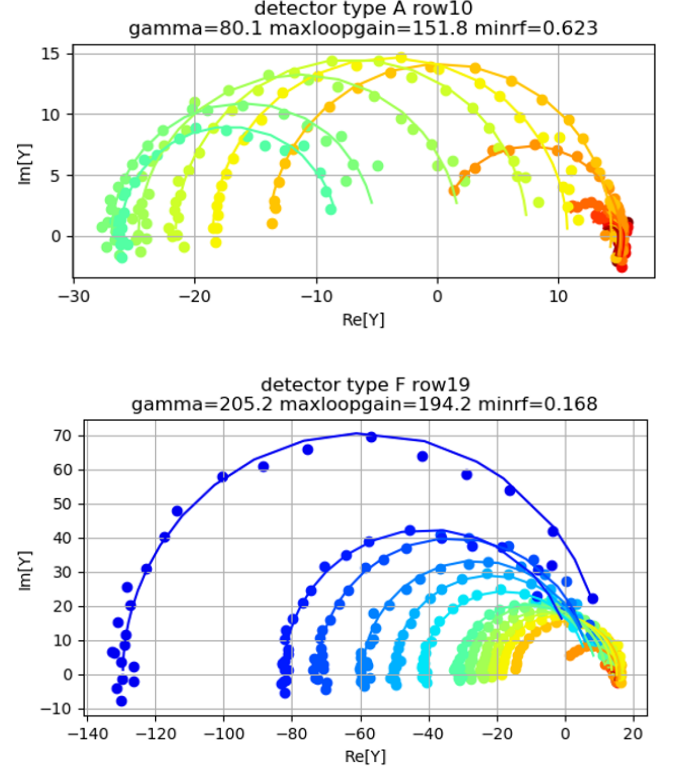 detector type A row10
gamma=80.1 maxloopgain=151.8 minrf=0.623
15
10
5
0
Im[Y]
−30 −20 −10 0 10
Re[Y]
detector type F row19
gamma=205.2 maxloopgain=194.2 minrf=0.168
70
60
50
40
30
20
10
0
−10
Im[Y]
−140 −120 −100 −80 −60 −40 −20 0 20
Re[Y]